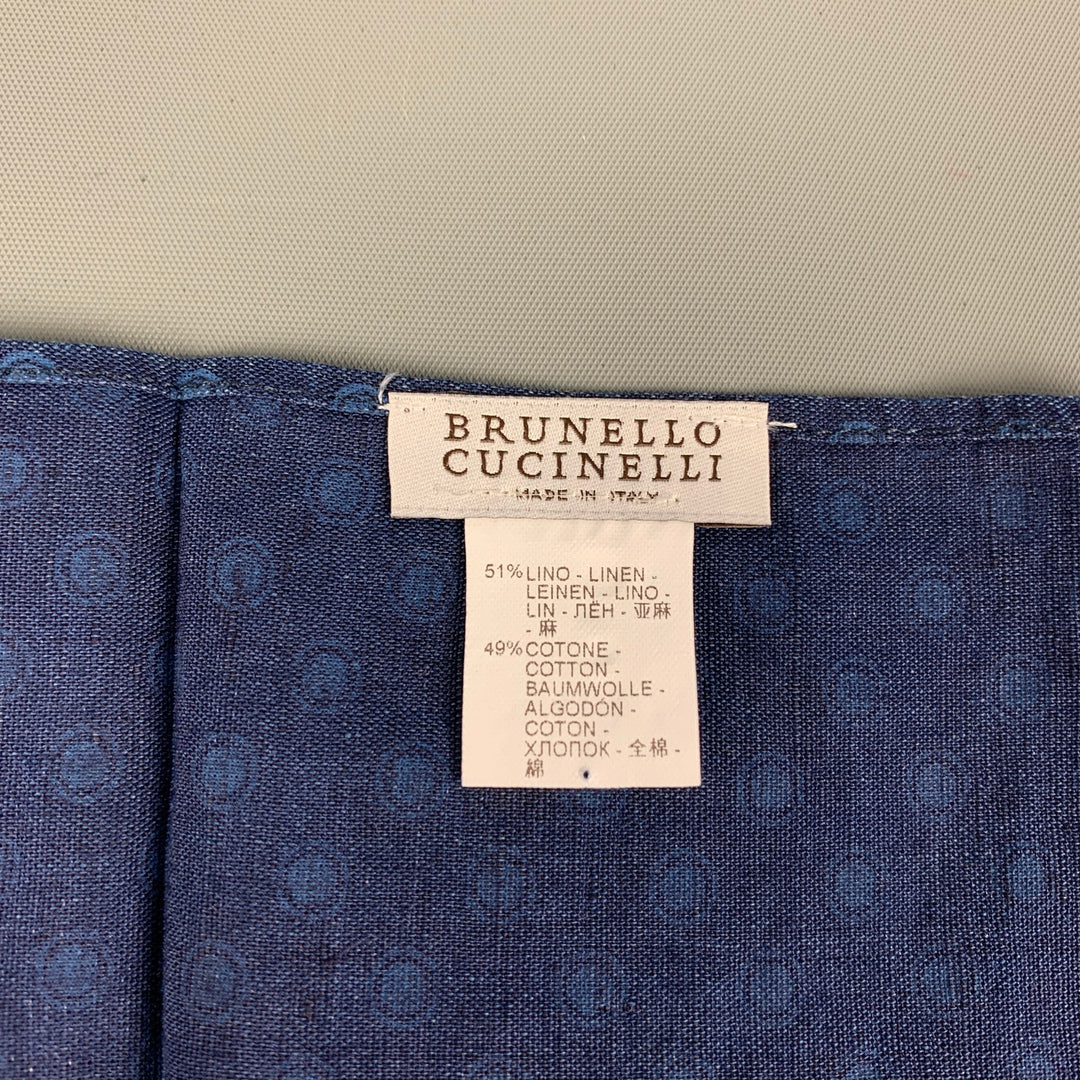 BRUNELLO
CUCINELLI
MADE IN ITALY
51% LINO - LINEN -
LEINEN - LINO -
LIN - ЛЁН - 亚麻
- 麻
49% COTONE -
COTTON -
BAUMWOLLE -
ALGODÓN -
COTON -
ХЛОПОК - 全棉 -
綿